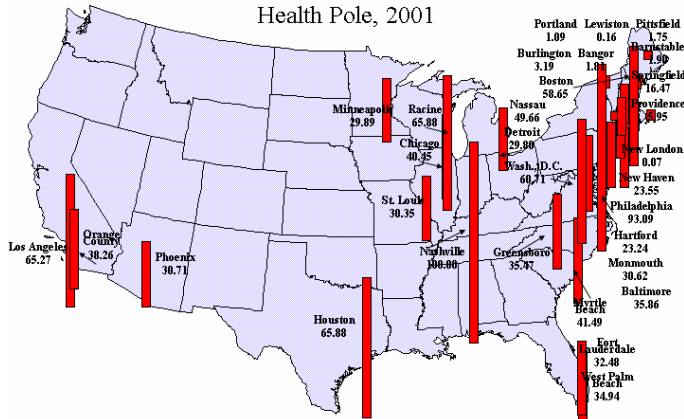 Health Pole, 2001
Portland
1.09
Lewiston
0.16
Pittsfield
1.75
Burlington
3.19
Bangor
1.81
Barnstable
1.90
Boston
58.65
Springfield
16.47
Minneapolis
29.89
Racine
65.88
Nassau
49.66
Providence
15.95
Chicago
40.45
Detroit
29.80
New London
0.07
Wash., D.C.
60.71
New Haven
23.55
St. Louis
30.35
Philadelphia
93.09
Hartford
23.24
Los Angeles
65.27
Orange
County
38.26
Phoenix
30.71
Nashville
100.00
Greensboro
35.47
Monmouth
30.62
Baltimore
35.86
Houston
65.88
Myrtle
Beach
41.49
Fort
Lauderdale
32.48
West Palm
Beach
34.94